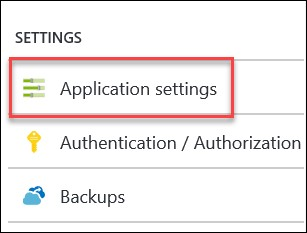 SETTINGS
Application settings
Authentication / Authorization
Backups